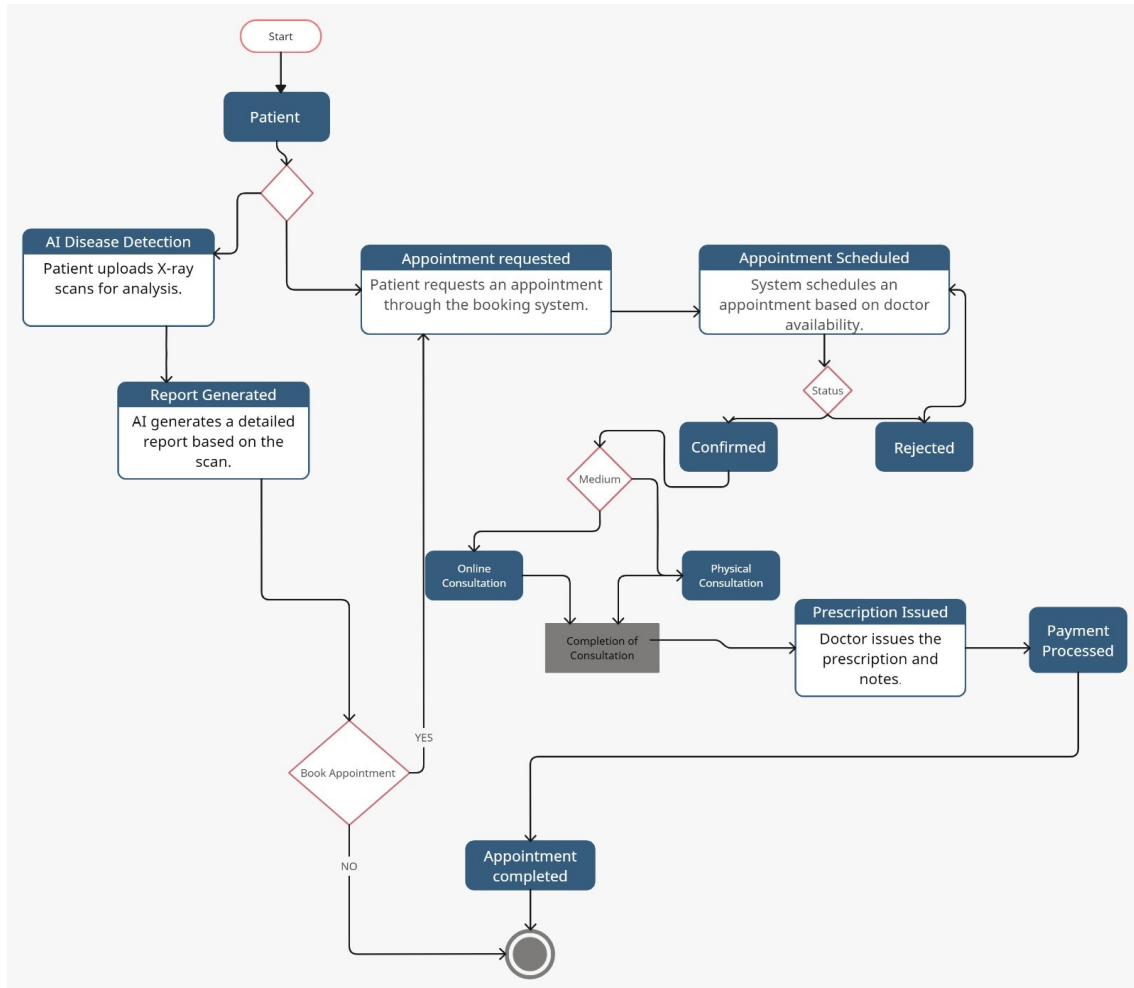 Start
Patient
AI Disease Detection
Patient uploads X-ray
scans for analysis.
Appointment requested
Patient requests an appointment
through the booking system.
Appointment Scheduled
System schedules an
appointment based on doctor
availability.
Report Generated
AI generates a detailed
report based on the
scan.
Status
Confirmed
Rejected
Medium
Online
Consultation
Physical
Consultation
Completion of
Consultation
Prescription Issued
Doctor issues the
prescription and
notes.
Payment
Processed
YES
Book Appointment
NO
Appointment
completed